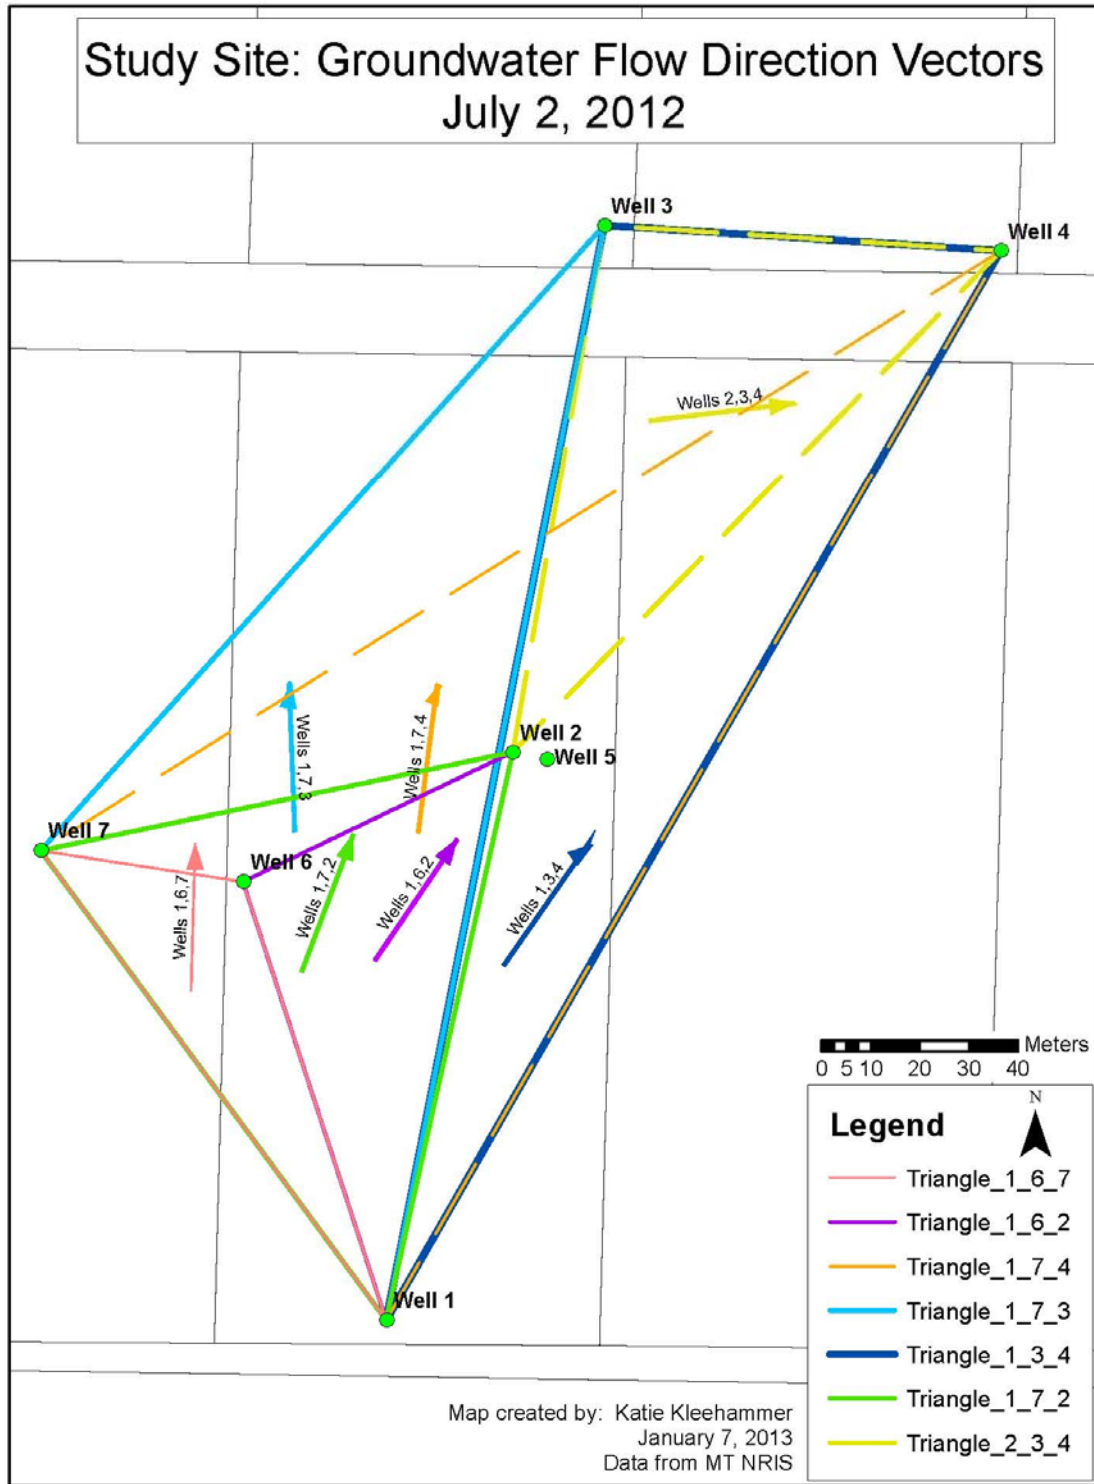 Study Site: Groundwater Flow Direction Vectors
July 2, 2012
Well 3
Well 4
Wells 2,3,4
Wells 1,7,3
Wells 1,7,4
Well 2
Well 5
Well 7
Well 6
Wells 1,6,7
Wells 1,7,2
Wells 1,6,2
Wells 1,3,4
Well 1
Meters
0 5 10 20 30 40
N
Legend
Triangle_1_6_7
Triangle_1_6_2
Triangle_1_7_4
Triangle_1_7_3
Triangle_1_3_4
Triangle_1_7_2
Triangle_2_3_4
Map created by: Katie Kleehammer
January 7, 2013
Data from MT NRIS